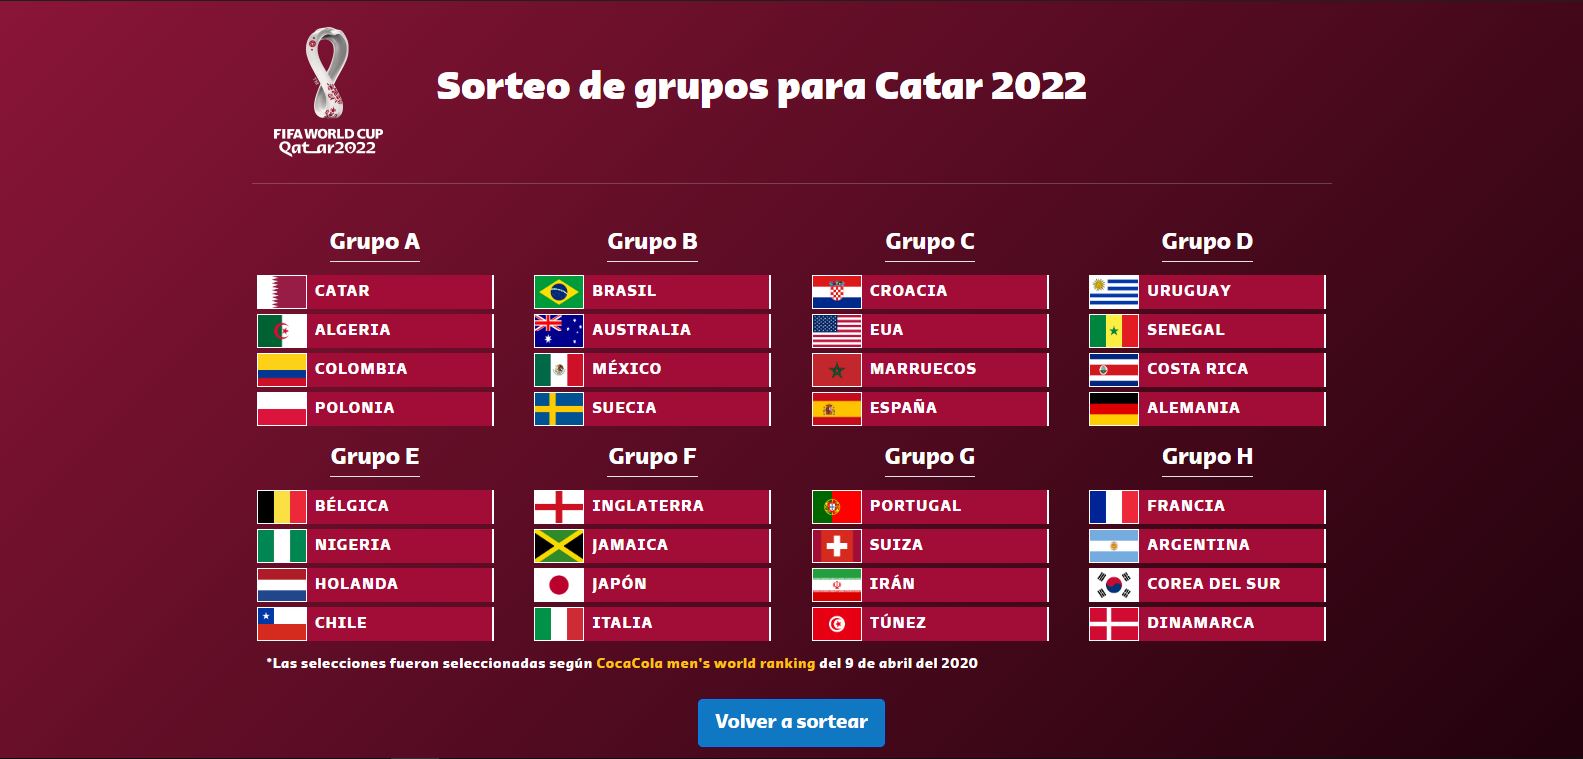 FIFA WORLD CUP
Qatar2022
Sorteo de grupos para Catar 2022
Grupo A
CATAR
ALGERIA
COLOMBIA
POLONIA
Grupo B
BRASIL
AUSTRALIA
MÉXICO
SUECIA
Grupo C
CROACIA
EUA
MARRUECOS
ESPAÑA
Grupo D
URUGUAY
SENEGAL
COSTA RICA
ALEMANIA
Grupo E
BÉLGICA
NIGERIA
HOLANDA
CHILE
Grupo F
INGLATERRA
JAMAICA
JAPÓN
ITALIA
Grupo G
PORTUGAL
SUIZA
IRÁN
TÚNEZ
Grupo H
FRANCIA
ARGENTINA
COREA DEL SUR
DINAMARCA
*Las selecciones fueron seleccionadas según CocaCola men's world ranking del 9 de abril del 2020
Volver a sortear